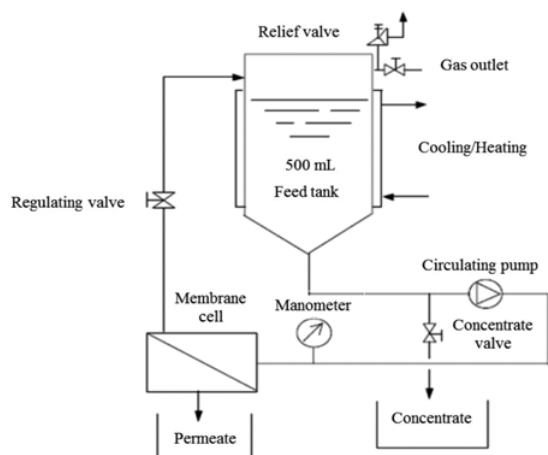 Relief valve
Gas outlet
Cooling/Heating
500 mL
Feed tank
Regulating valve
Circulating pump
Membrane
cell
Manometer
Concentrate
valve
Permeate
Concentrate